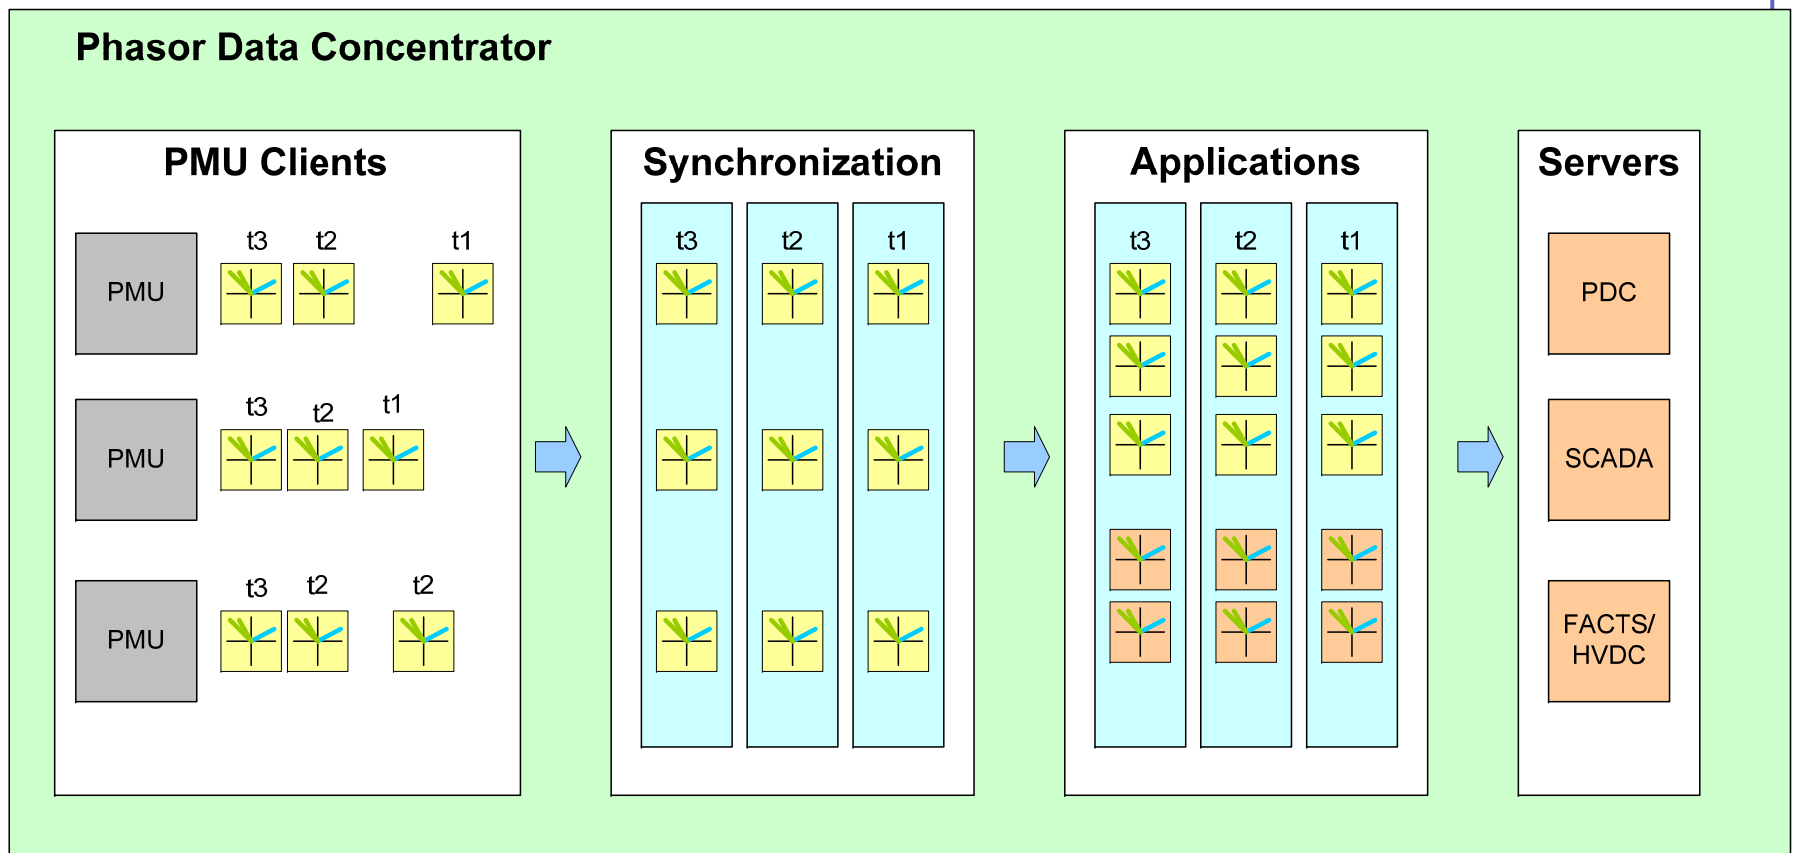 Phasor Data Concentrator
PMU Clients
t3 t2 t1
PMU
t3 t2 t1
PMU
t3 t2 t2
PMU
Synchronization
t3 t2 t1
Applications
t3 t2 t1
Servers
PDC
SCADA
FACTS/
HVDC